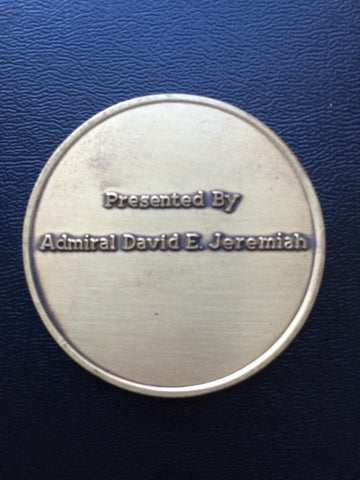 Presented By
Admiral David E. Jeremiah